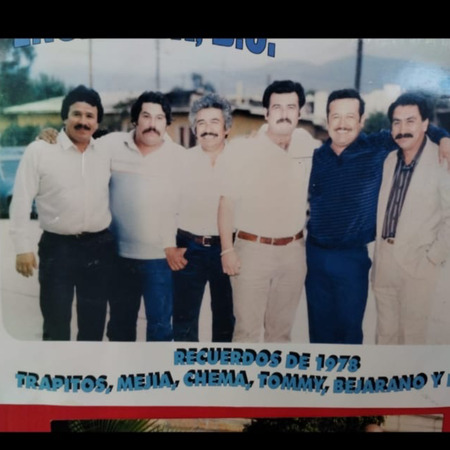 B.C.
RECUERDOS DE 1978
TRAPITOS, MEJIA, CHEMA, TOMMY, BEJARANO Y